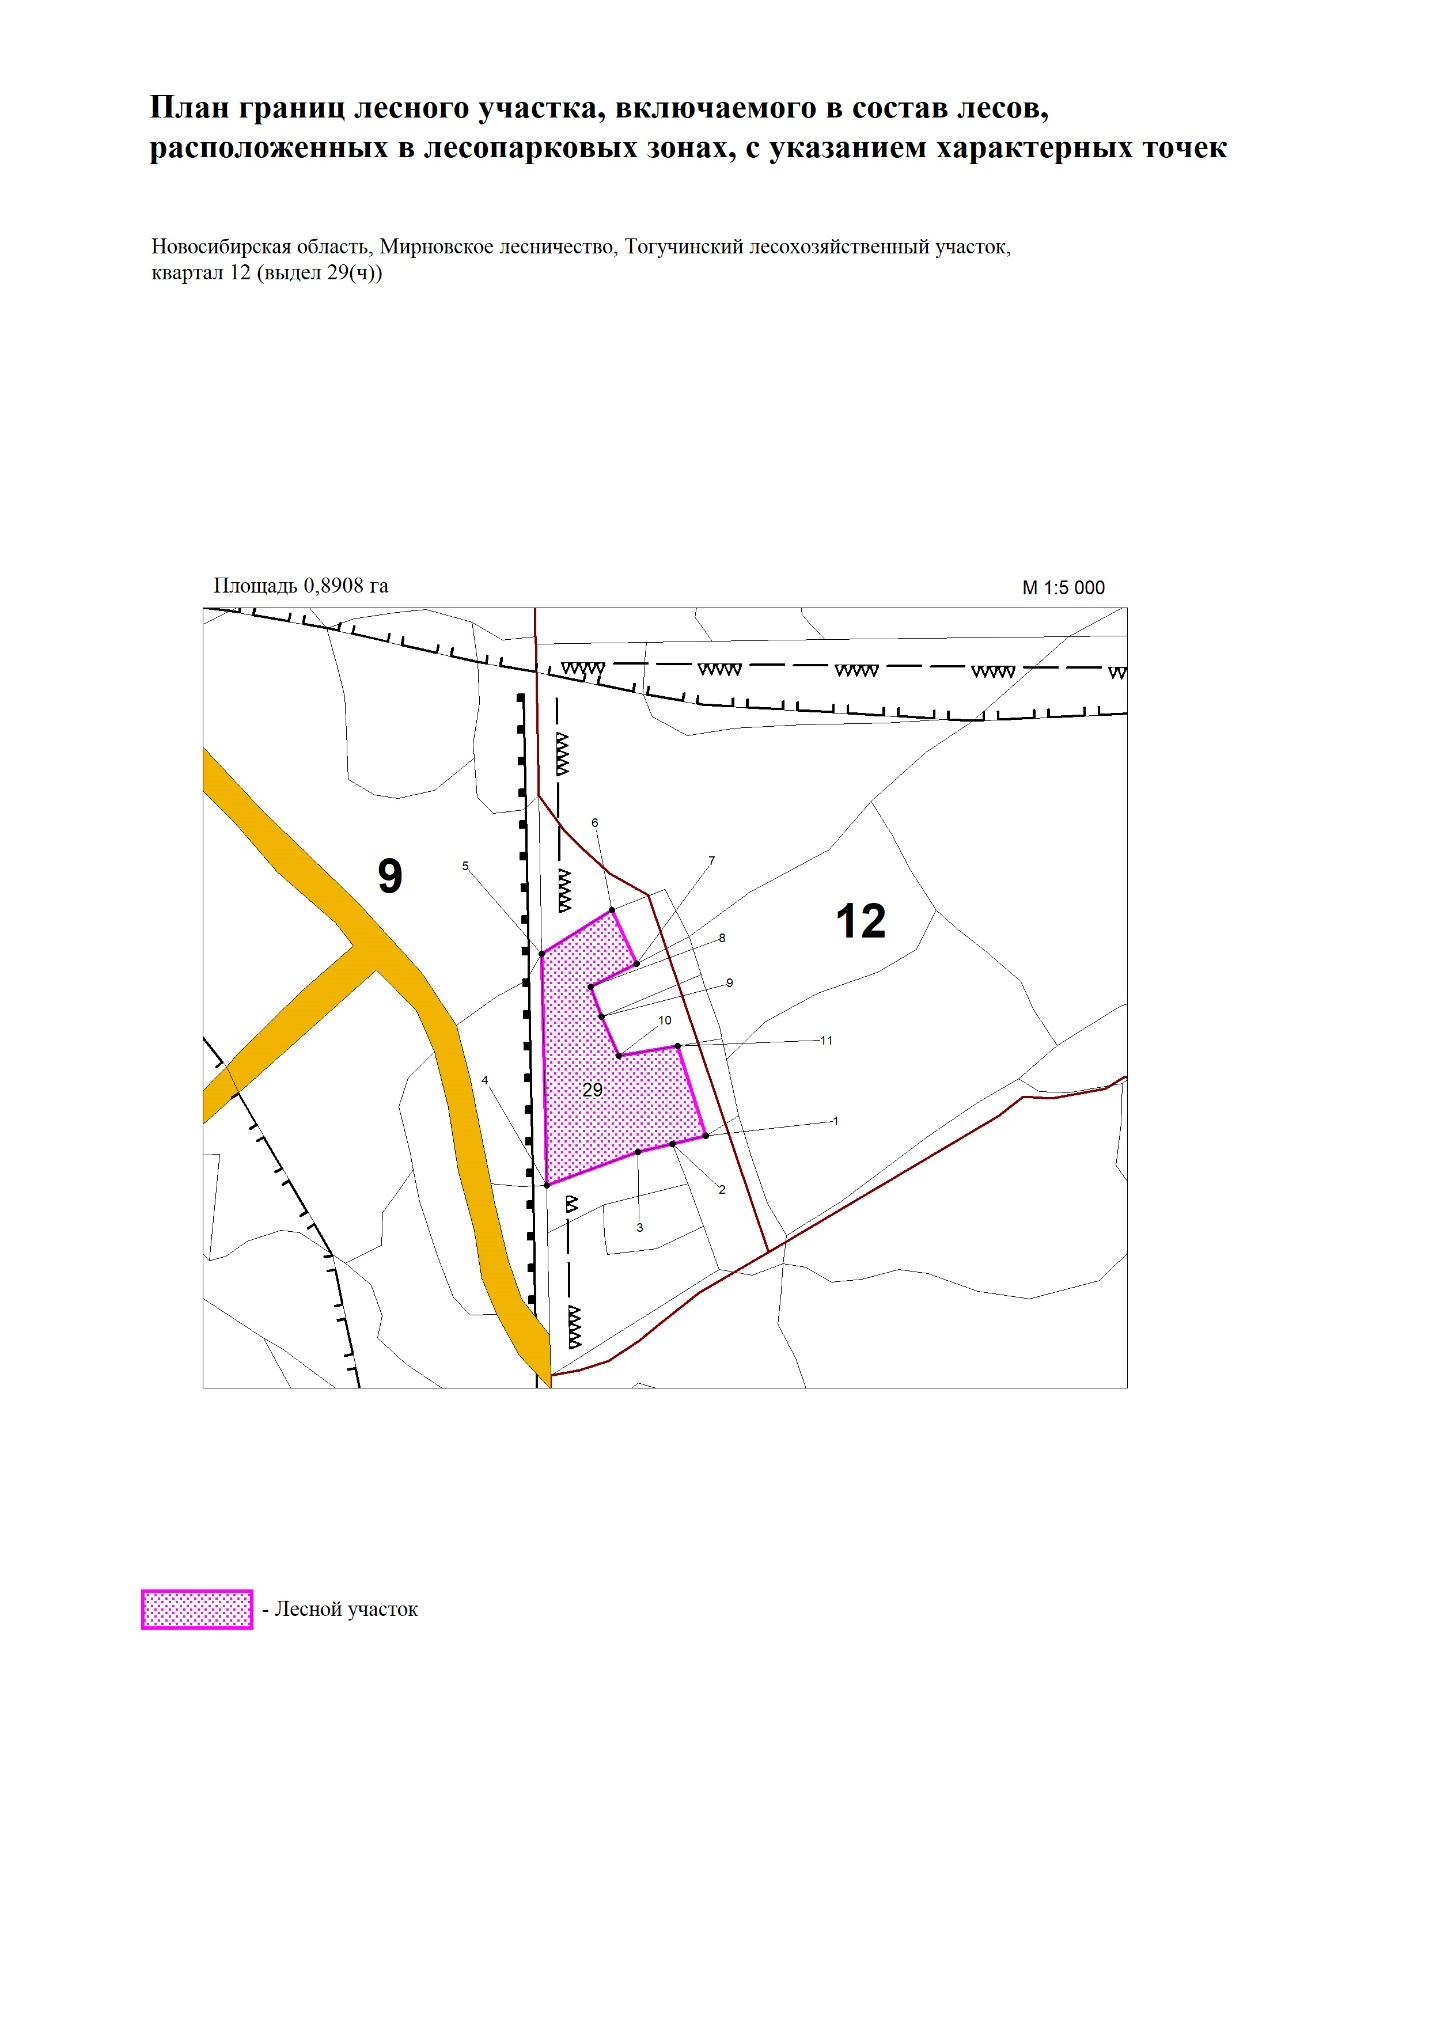 План границ лесного участка, включаемого в состав лесов,
расположенных в лесопарковых зонах, с указанием характерных точек
Новосибирская область, Мирновское лесничество, Тогучинский лесохозяйственный участок,
квартал 12 (выдел 29(ч))
Площадь 0,8908 га
М 1:5 000
6
5
7
9
12
8
9
10
11
4
29
1
2
3
- Лесной участок